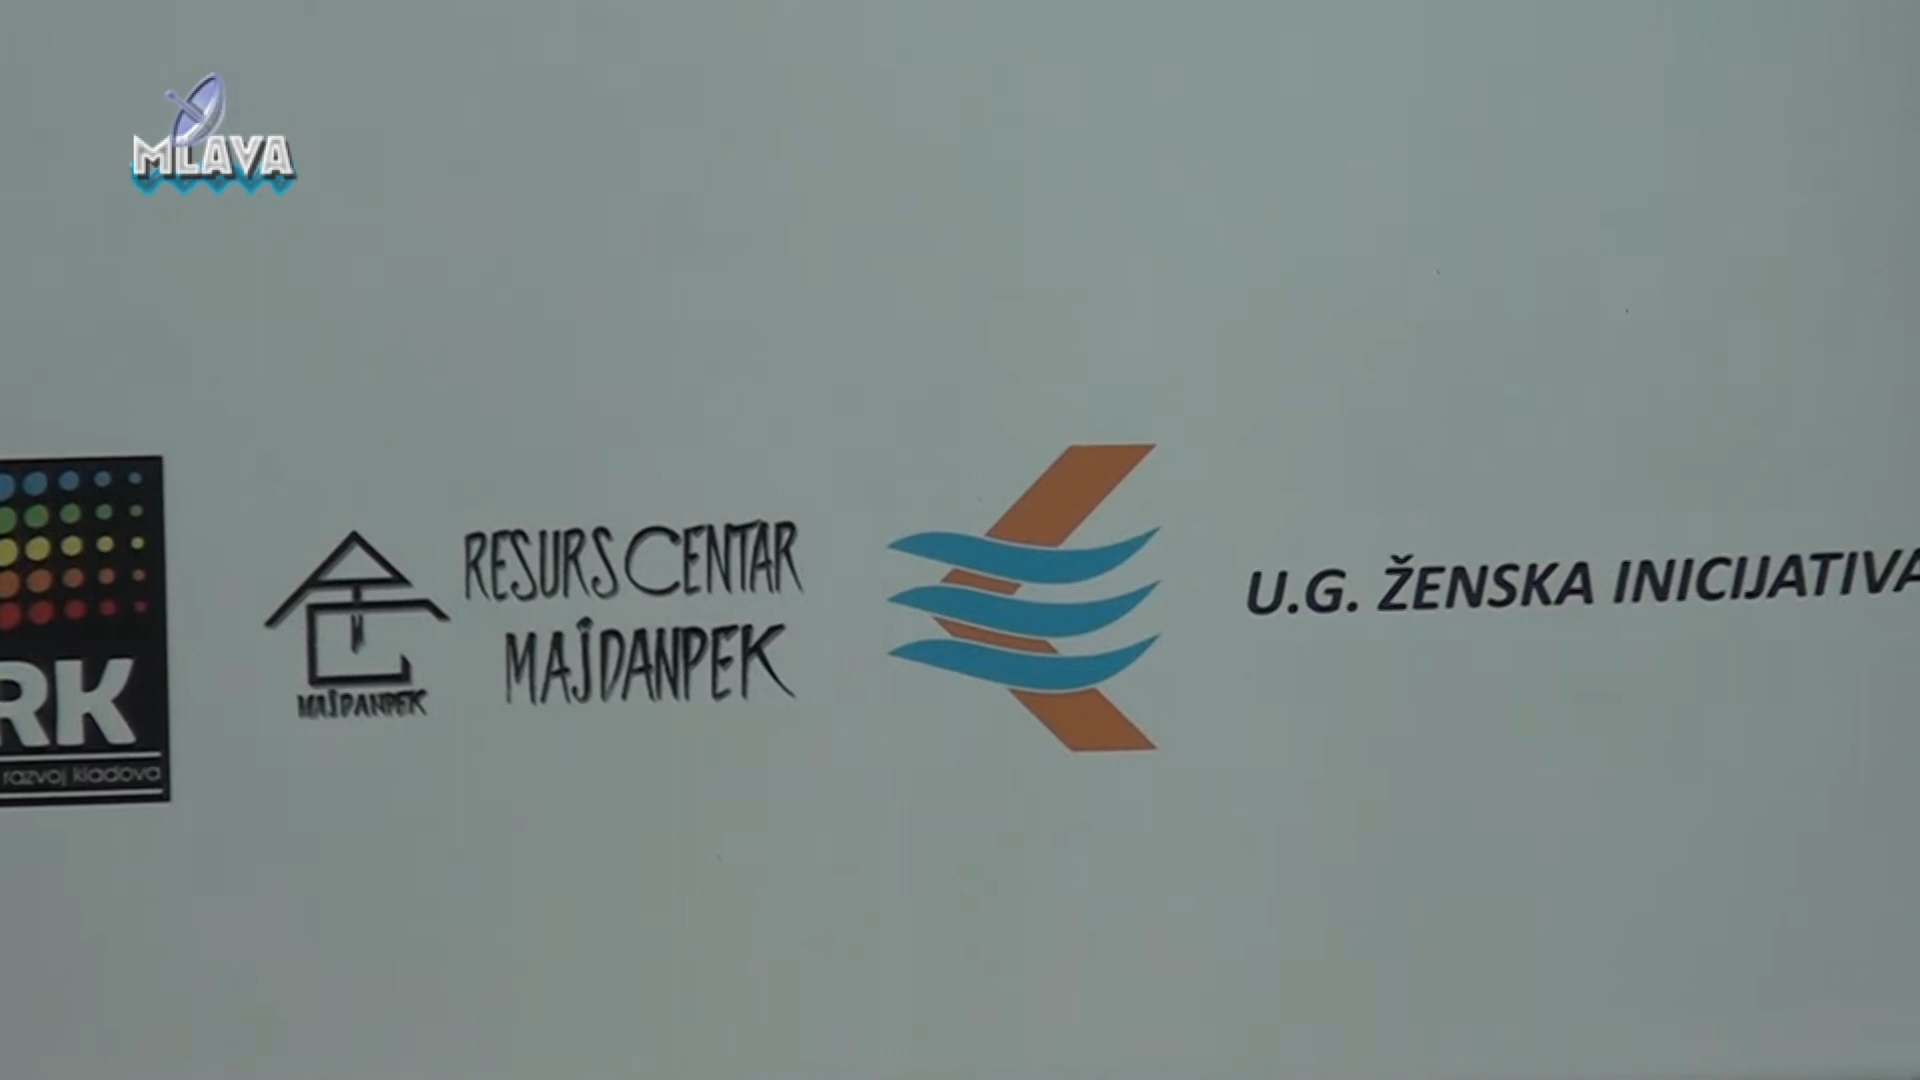 MLAVA
RK
razvoj kladova
MAJDANPEK
RESURS CENTAR
MAJDANPEK
U.G. ŽENSKA INICIJATIVA